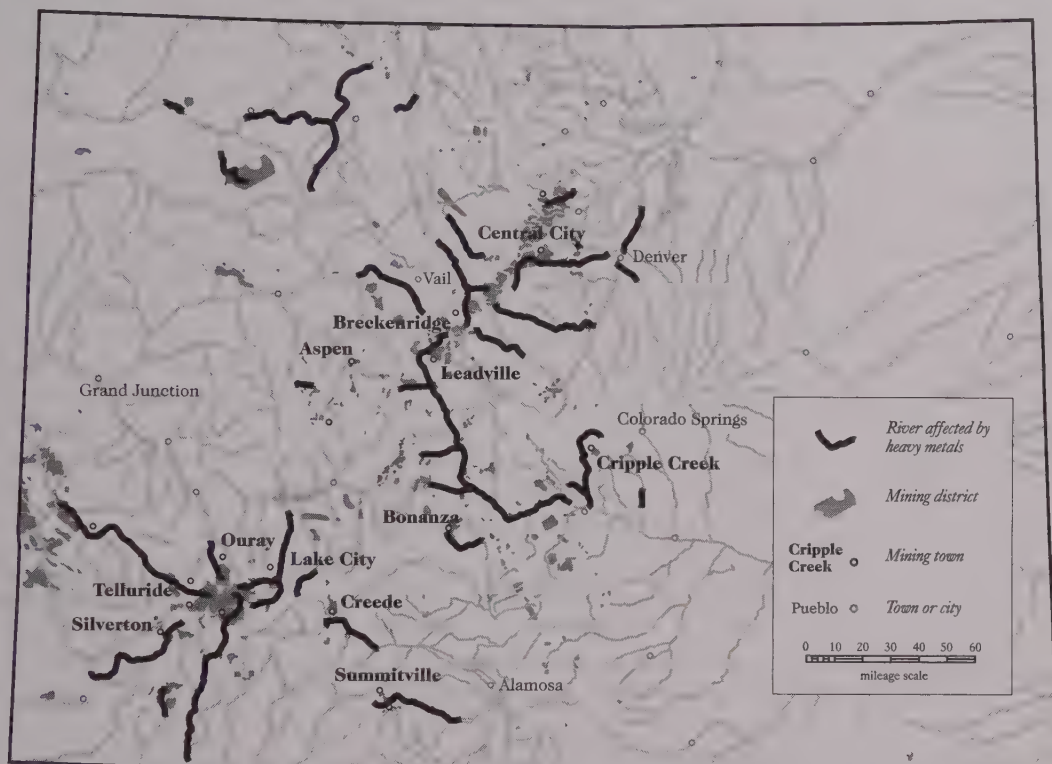 Central City
Denver
Vail
Breckenridge
Aspen
Leadville
Grand Junction
Colorado Springs
Cripple Creek
Bonanza
Ouray
Lake City
Telluride
Creede
Silverton
Summitville
Alamosa
River affected by
heavy metals
Mining district
Cripple
Creek
Mining town
Pueblo
Town or city
0 10 20 30 40 50 60
mileage scale